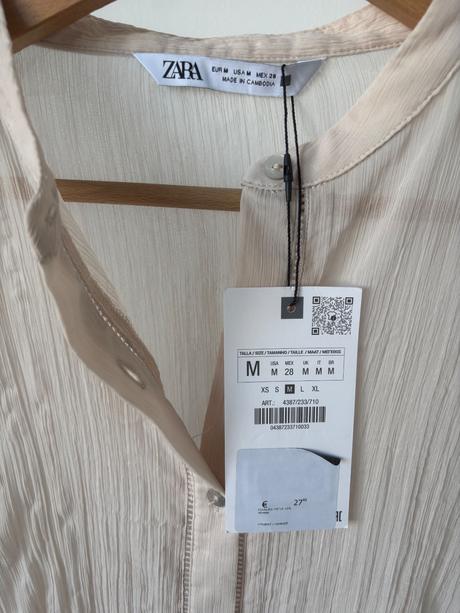 ZARA
EUR M USA M MEX 28
MADE IN CAMBODIA
TALLA / SIZE / TAMANHO / TAILLE / MAAT / ΜΕΓΕΘΟΣ
M
USA MEX UK IT BR
M 28 M M M
XS S M L XL
ART.: 4387/233/710
04387233710033
€ 27